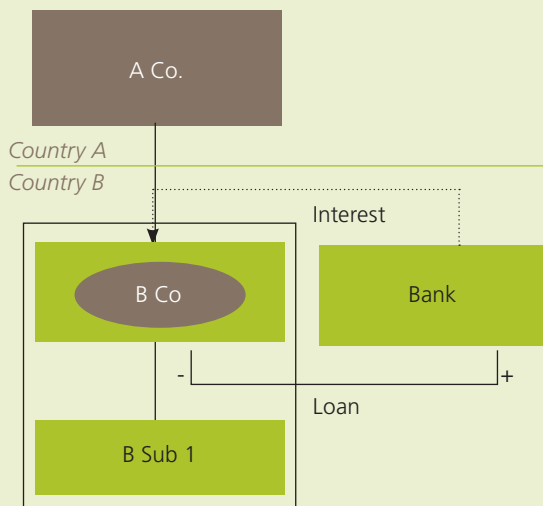 A Co.
Country A
Country B
Interest
B Co
Bank
-
+
Loan
B Sub 1